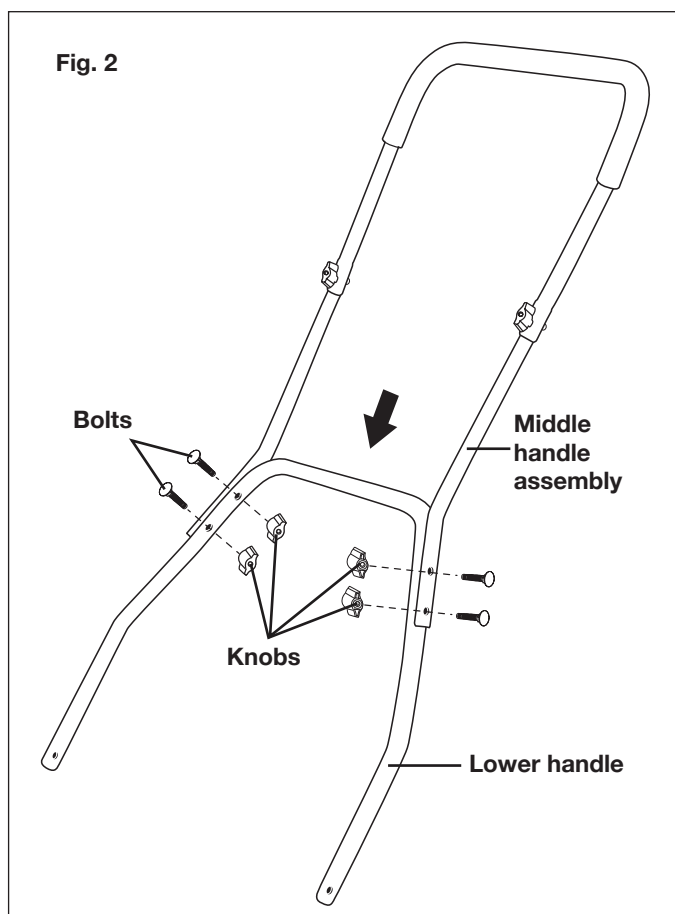 Fig. 2
Bolts
Middle
handle
assembly
Knobs
Lower handle